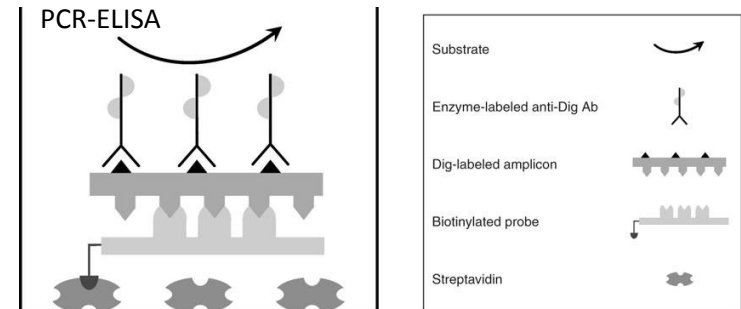 PCR-ELISA
Substrate
Enzyme-labeled anti-Dig Ab
Dig-labeled amplicon
Biotinylated probe
Streptavidin